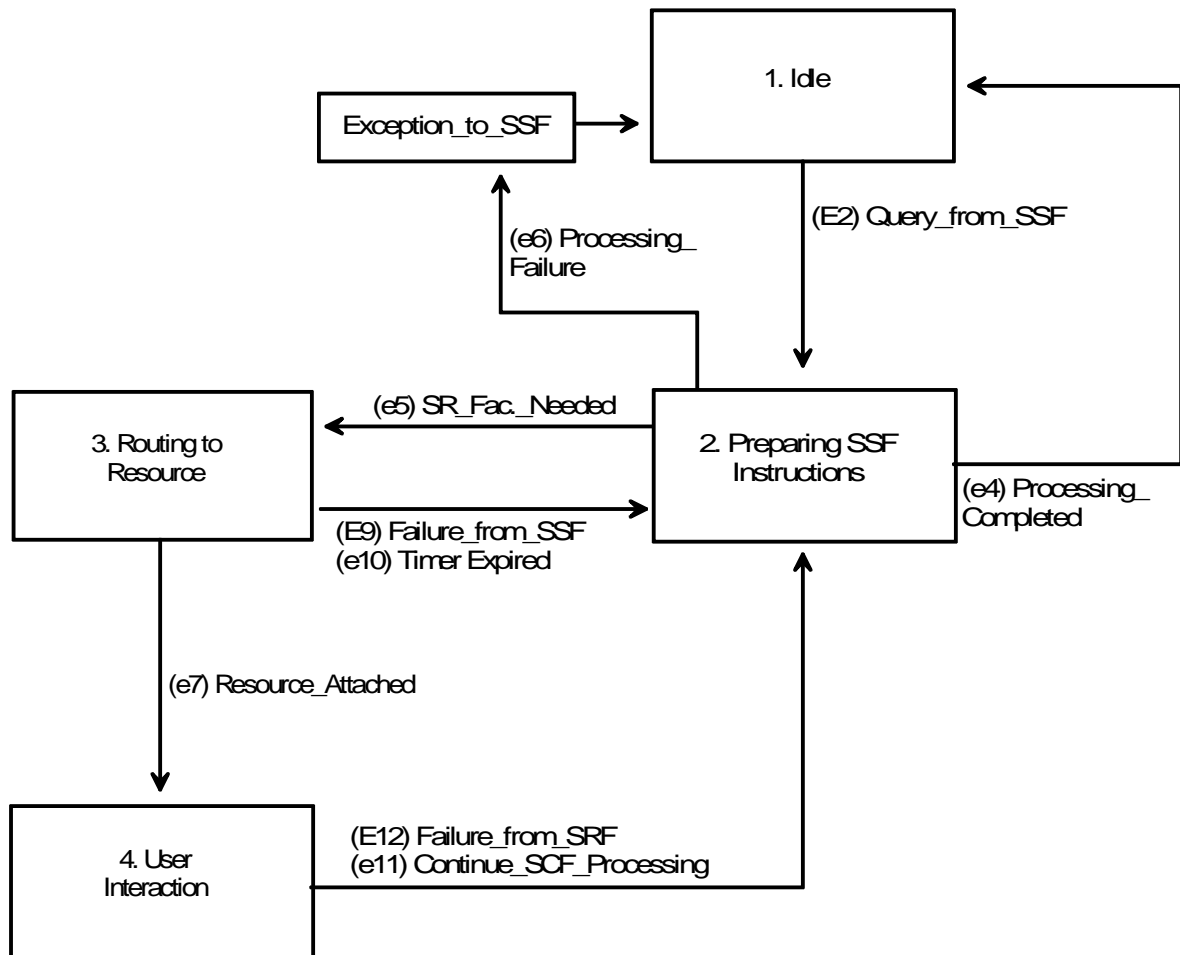 1. Idle
Exception_to_SSF
(E2) Query_from_SSF
(e6) Processing_
Failure
(e5) SR_Fac._Needed
3. Routing to
Resource
2. Preparing SSF
Instructions
(e4) Processing_
Completed
(E9) Failure_from_SSF
(e10) Timer Expired
(e7) Resource_Attached
(E12) Failure_from_SRF
(e11) Continue_SCF_Processing
4. User
Interaction